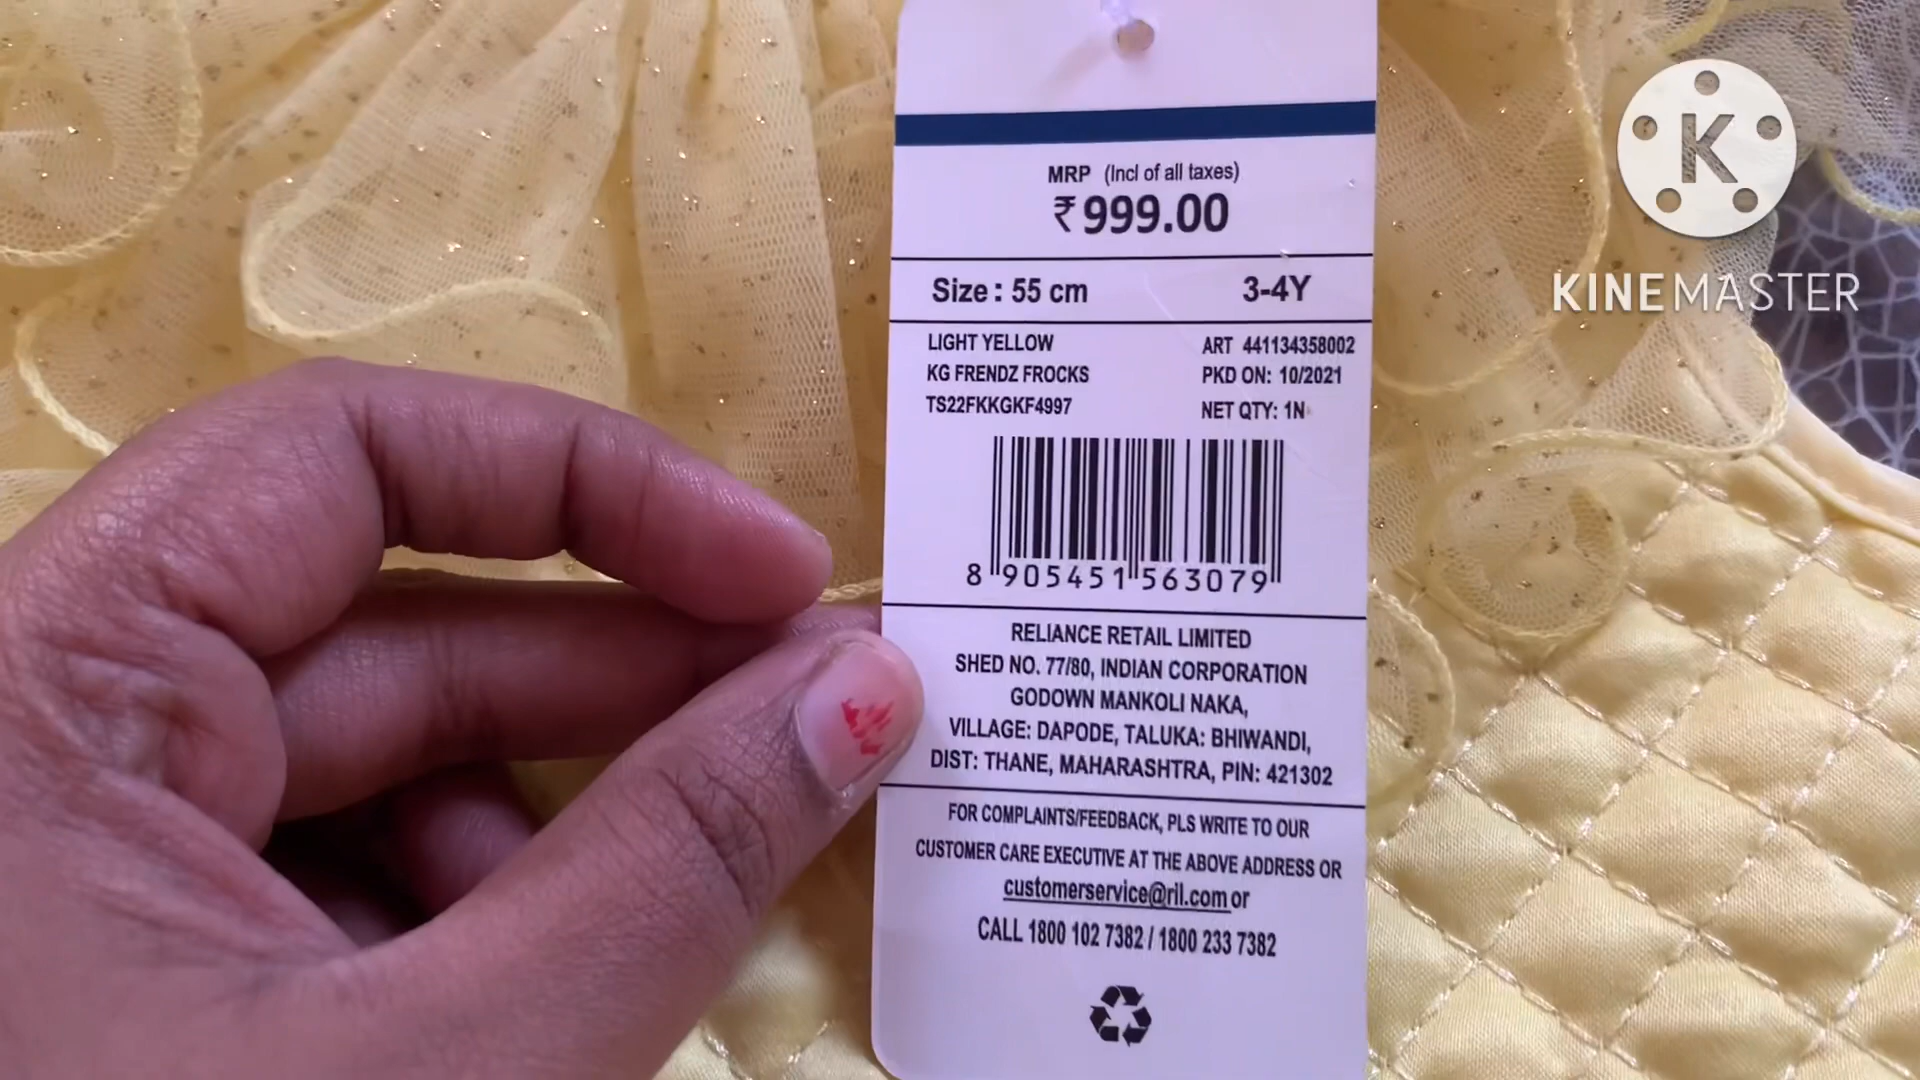 MRP (Incl of all taxes)
₹999.00
Size : 55 cm 3-4Y
LIGHT YELLOW ART 441134358002
KG FRENDZ FROCKS PKD ON: 10/2021
TS22FKKGKF4997 NET QTY: 1N
8 905451 563079
RELIANCE RETAIL LIMITED
SHED NO. 77/80, INDIAN CORPORATION
GODOWN MANKOLI NAKA,
VILLAGE: DAPODE, TALUKA: BHIWANDI,
DIST: THANE, MAHARASHTRA, PIN: 421302
FOR COMPLAINTS/FEEDBACK, PLS WRITE TO OUR
CUSTOMER CARE EXECUTIVE AT THE ABOVE ADDRESS OR
customerservice@ril.com or
CALL 1800 102 7382 / 1800 233 7382
K
KINEMASTER